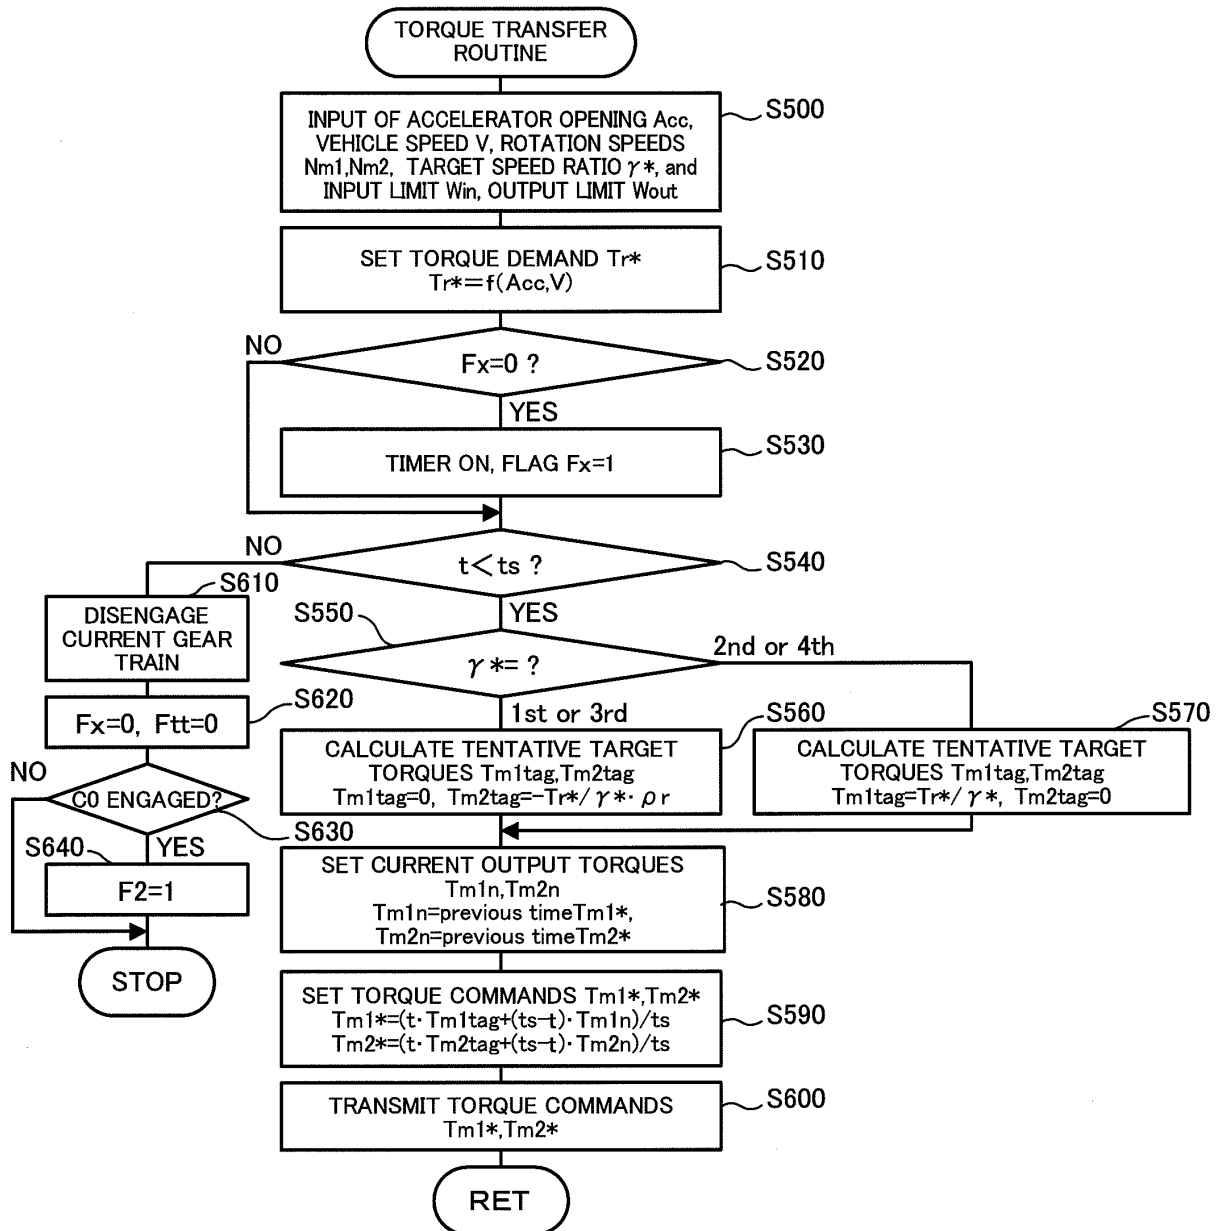 TORQUE TRANSFER
ROUTINE
INPUT OF ACCELERATOR OPENING Acc,
VEHICLE SPEED V, ROTATION SPEEDS
Nm1,Nm2, TARGET SPEED RATIO γ*, and
INPUT LIMIT Win, OUTPUT LIMIT Wout
S500
SET TORQUE DEMAND Tr*
Tr*=f(Acc,V)
S510
NO
Fx=0 ?
S520
YES
TIMER ON, FLAG Fx=1
S530
NO
t<ts ?
S540
YES
S610
DISENGAGE
CURRENT GEAR
TRAIN
S550
γ*= ?
2nd or 4th
1st or 3rd
S620
Fx=0, Ftt=0
S560
CALCULATE TENTATIVE TARGET
TORQUES Tm1tag,Tm2tag
Tm1tag=0, Tm2tag=-Tr*/γ*·ρr
S570
CALCULATE TENTATIVE TARGET
TORQUES Tm1tag,Tm2tag
Tm1tag=Tr*/γ*, Tm2tag=0
NO
C0 ENGAGED?
S630
YES
S640
F2=1
STOP
SET CURRENT OUTPUT TORQUES
Tm1n,Tm2n
Tm1n=previous timeTm1*,
Tm2n=previous timeTm2*
S580
SET TORQUE COMMANDS Tm1*,Tm2*
Tm1*=(t·Tm1tag+(ts-t)·Tm1n)/ts
Tm2*=(t·Tm2tag+(ts-t)·Tm2n)/ts
S590
TRANSMIT TORQUE COMMANDS
Tm1*,Tm2*
S600
RET